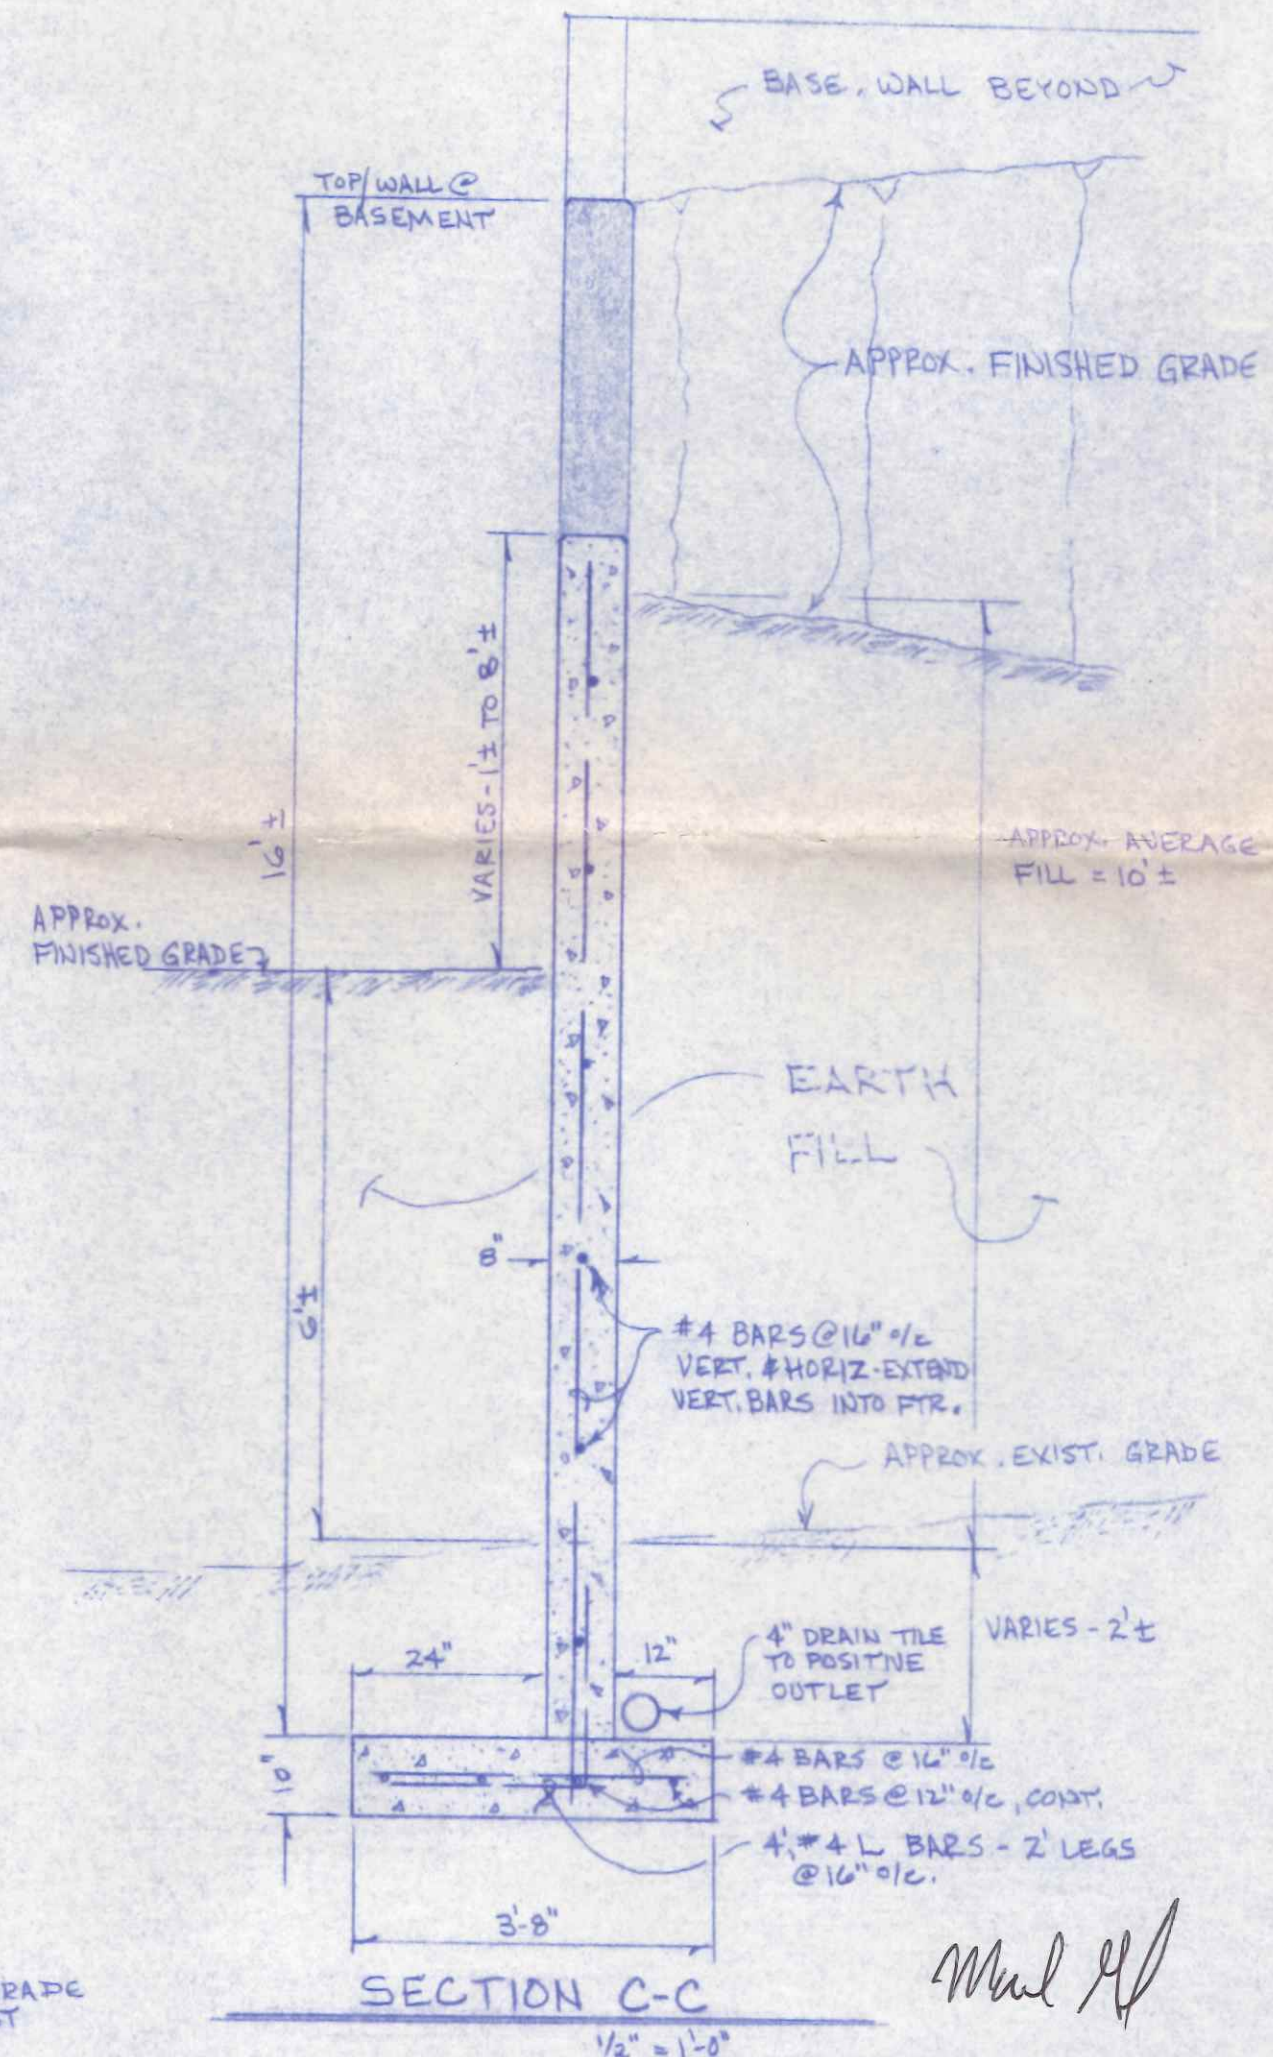 BASE. WALL BEYOND
TOP/WALL @
BASEMENT
APPROX. FINISHED GRADE
VARIES - 1'± TO 8'±
16'±
APPROX. AVERAGE
FILL = 10'±
APPROX.
FINISHED GRADE
EARTH
FILL
8"
6'±
#4 BARS @ 16" o/c
VERT. & HORIZ - EXTEND
VERT. BARS INTO FTR.
APPROX. EXIST. GRADE
VARIES - 2'±
4" DRAIN TILE
TO POSITIVE
OUTLET
24"
12"
10"
#4 BARS @ 16" o/c
#4 BARS @ 12" o/c, CONT.
4', #4 L BARS - 2' LEGS
@ 16" o/c.
3'-8"
SECTION C-C
1/2" = 1'-0"